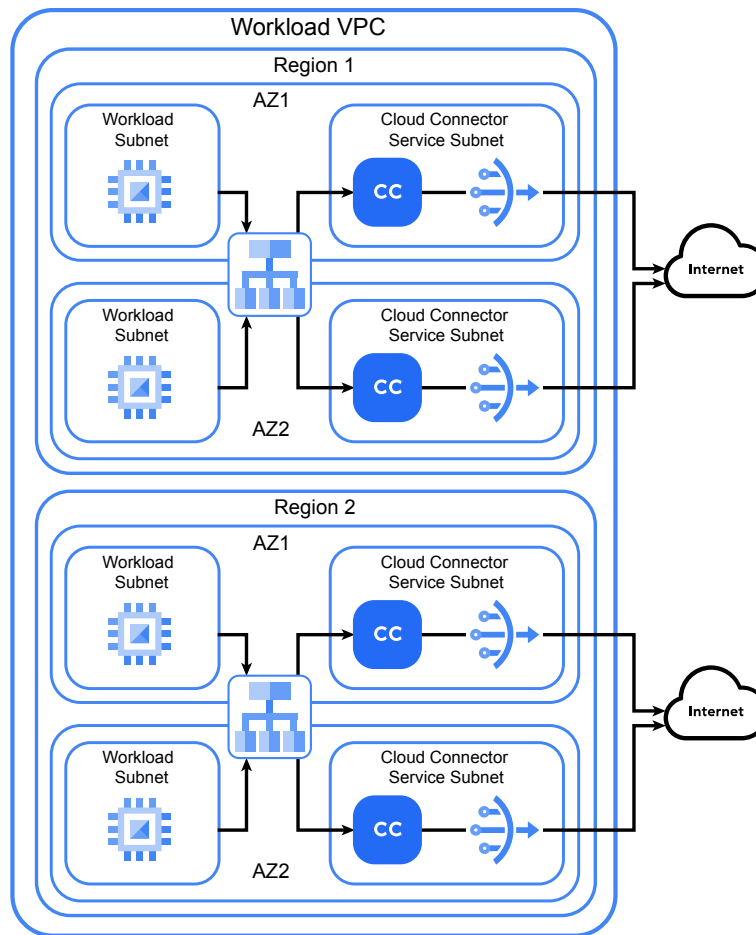 Workload VPC
Region 1
AZ1
Workload
Subnet
Cloud Connector
Service Subnet
CC
Internet
Workload
Subnet
Cloud Connector
Service Subnet
CC
AZ2
Region 2
AZ1
Workload
Subnet
Cloud Connector
Service Subnet
CC
Internet
Workload
Subnet
Cloud Connector
Service Subnet
CC
AZ2